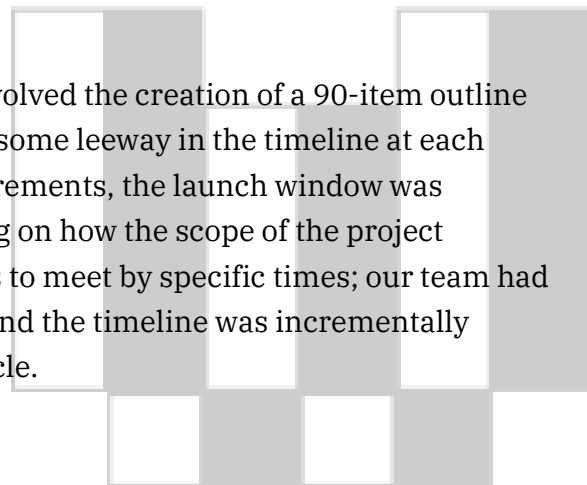 volved the creation of a 90-item outline
some leeway in the timeline at each
rements, the launch window was
g on how the scope of the project
s to meet by specific times; our team had
nd the timeline was incrementally
cle.